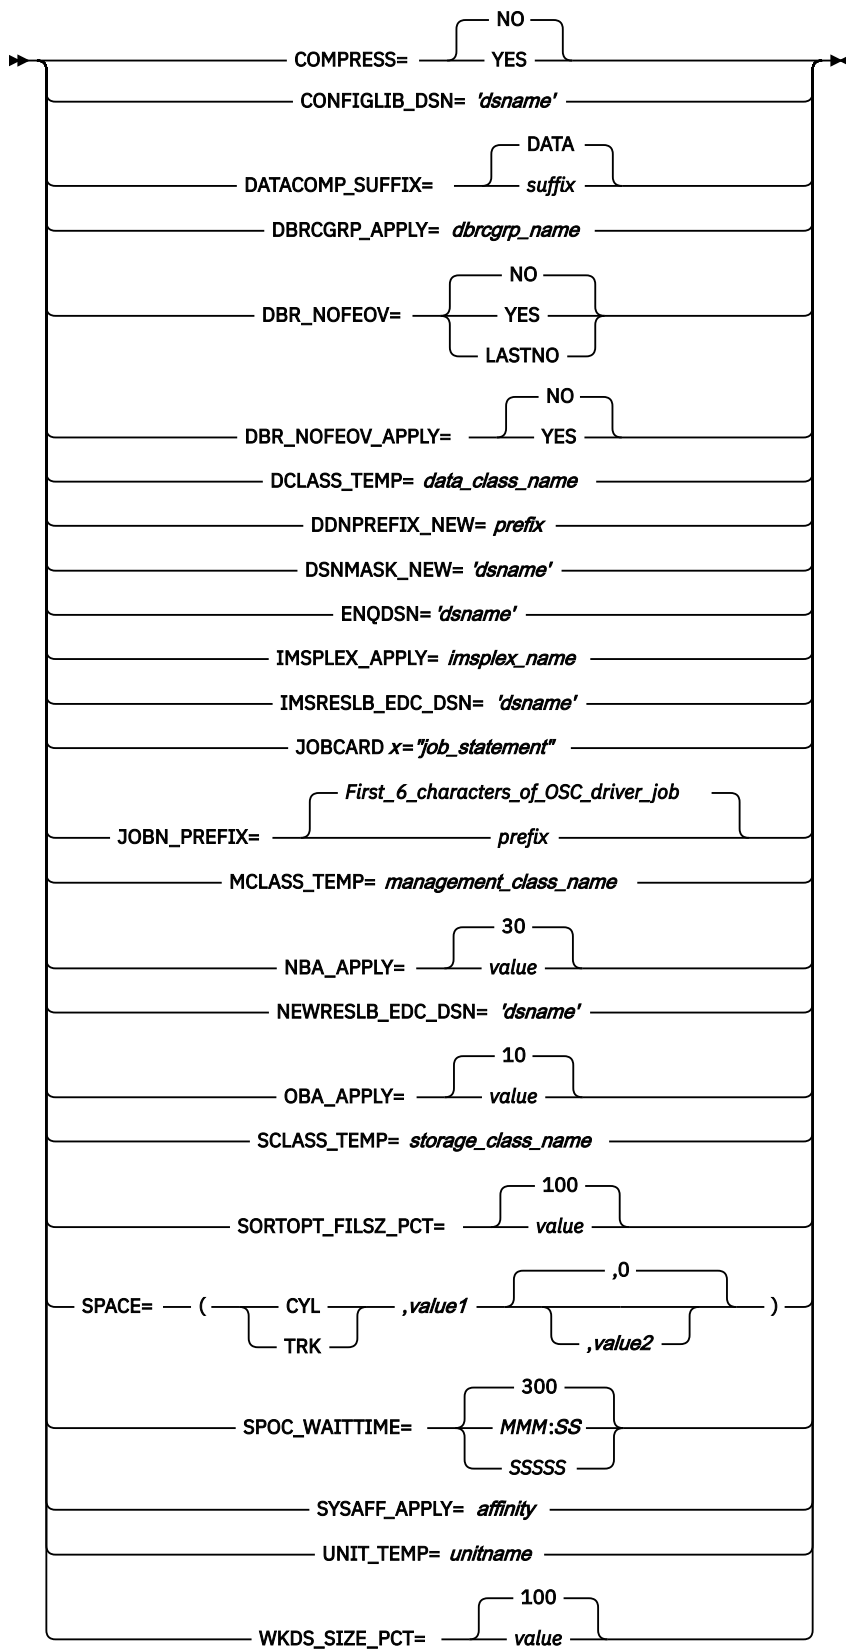 NO
COMPRESS= YES
CONFIGLIB_DSN= 'dsname'
DATA
DATACOMP_SUFFIX= suffix
DBRCGRP_APPLY= dbrcgrp_name
NO
DBR_NOFEOV= YES
LASTNO
NO
DBR_NOFEOV_APPLY= YES
DCLASS_TEMP= data_class_name
DDNPREFIX_NEW= prefix
DSNMASK_NEW= 'dsname'
ENQDSN= 'dsname'
IMSPLEX_APPLY= imsplex_name
IMSRESLB_EDC_DSN= 'dsname'
JOBCARD x="job_statement"
First_6_characters_of_OSC_driver_job
JOBN_PREFIX= prefix
MCLASS_TEMP= management_class_name
30
NBA_APPLY= value
NEWRESLB_EDC_DSN= 'dsname'
10
OBA_APPLY= value
SCLASS_TEMP= storage_class_name
100
SORTOPT_FILSZ_PCT= value
,0
SPACE= ( CYL ,value1 )
TRK ,value2
300
SPOC_WAITTIME= MMM:SS
SSSSS
SYSAFF_APPLY= affinity
UNIT_TEMP= unitname
100
WKDS_SIZE_PCT= value